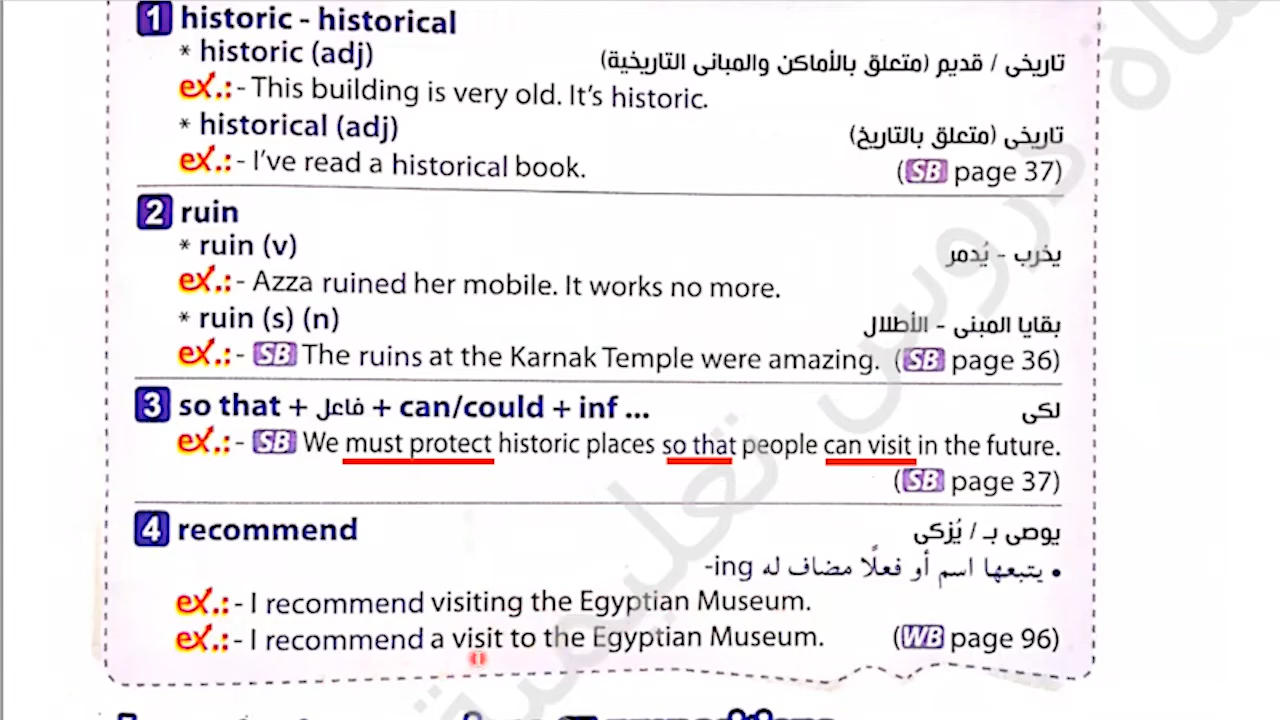 1 historic - historical
* historic (adj) تاريخى / قديم (متعلق بالأماكن والمبانى التاريخية)
ex.: - This building is very old. It's historic.
* historical (adj) تاريخى (متعلق بالتاريخ)
ex.: - I've read a historical book. (SB page 37)
2 ruin
* ruin (v) يخرب - يُدمر
ex.: - Azza ruined her mobile. It works no more.
* ruin (s) (n) بقايا المبنى - الأطلال
ex.: - SB The ruins at the Karnak Temple were amazing. (SB page 36)
3 so that + فاعل + can/could + inf ... لكى
ex.: - SB We must protect historic places so that people can visit in the future.
(SB page 37)
4 recommend يوصى بـ / يُزكى
• يتبعها اسم أو فعلًا مضاف له ing-
ex.: - I recommend visiting the Egyptian Museum.
ex.: - I recommend a visit to the Egyptian Museum. (WB page 96)
دروس تعليمية